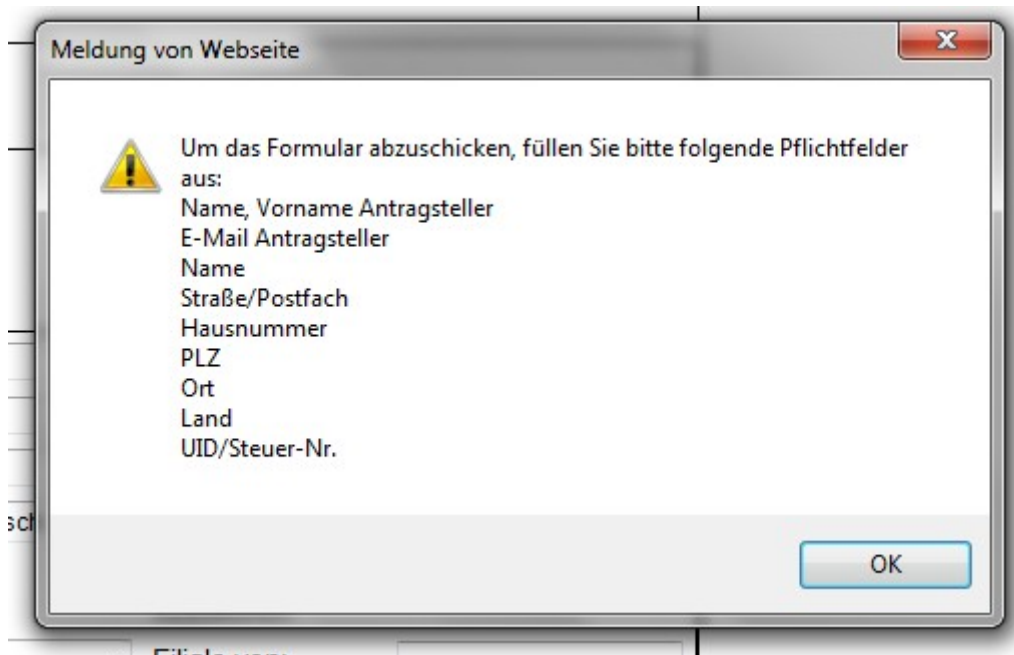 Meldung von Webseite
Um das Formular abzuschicken, füllen Sie bitte folgende Pflichtfelder
aus:
Name, Vorname Antragsteller
E-Mail Antragsteller
Name
Straße/Postfach
Hausnummer
PLZ
Ort
Land
UID/Steuer-Nr.
OK